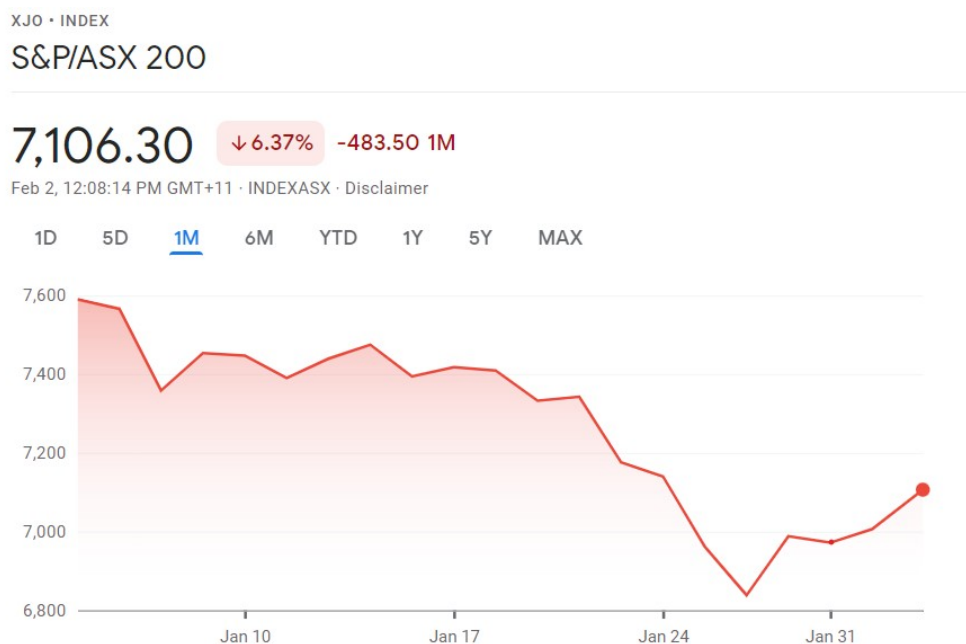 XJO • INDEX
S&P/ASX 200
7,106.30 ↓6.37% -483.50 1M
Feb 2, 12:08:14 PM GMT+11 · INDEXASX · Disclaimer
1D 5D 1M 6M YTD 1Y 5Y MAX
7,600
7,400
7,200
7,000
6,800
Jan 10 Jan 17 Jan 24 Jan 31